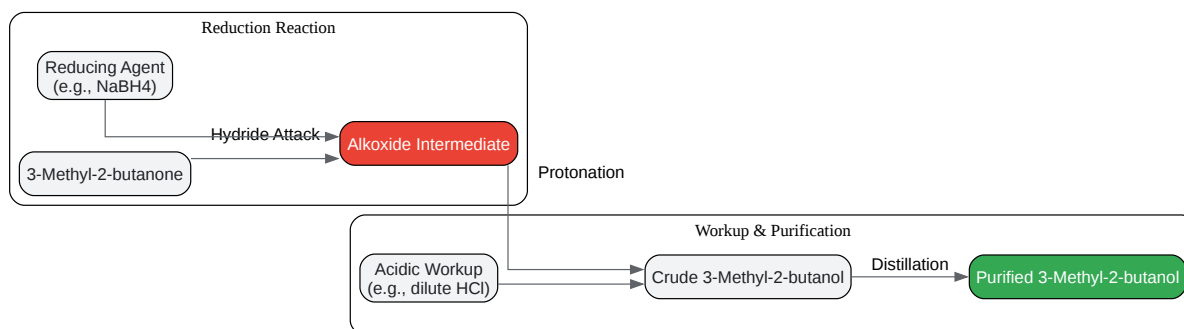 Reduction Reaction
Reducing Agent
(e.g., NaBH4)
Hydride Attack
Alkoxide Intermediate
3-Methyl-2-butanone
Protonation
Workup & Purification
Acidic Workup
(e.g., dilute HCl)
Crude 3-Methyl-2-butanol
Distillation
Purified 3-Methyl-2-butanol